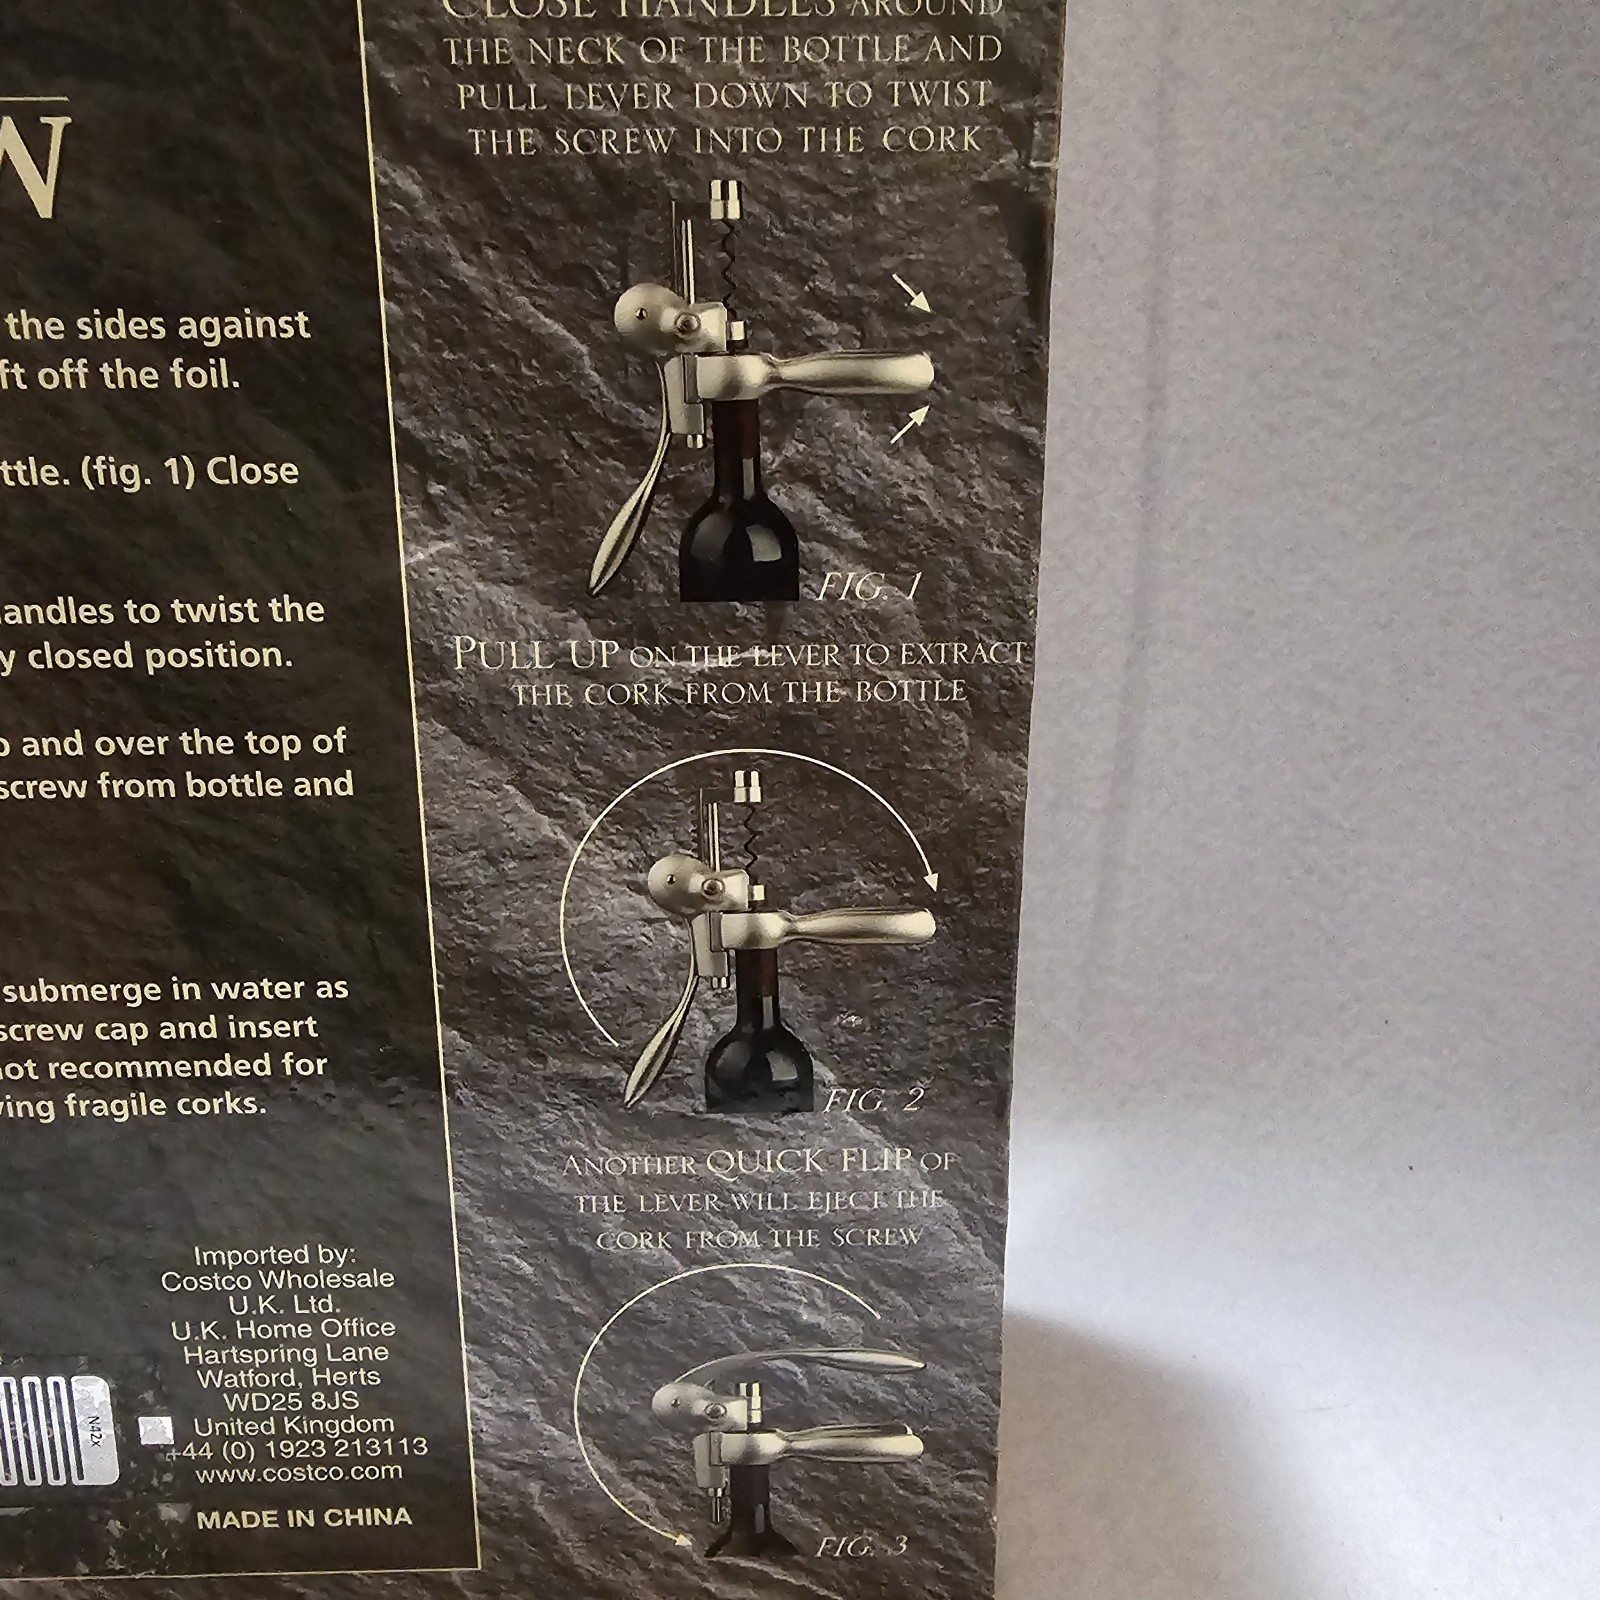 W
the sides against
ft off the foil.
ttle. (fig. 1) Close
andles to twist the
y closed position.
p and over the top of
screw from bottle and
submerge in water as
screw cap and insert
not recommended for
ving fragile corks.
Imported by:
Costco Wholesale
U.K. Ltd.
U.K. Home Office
Hartspring Lane
Watford, Herts
WD25 8JS
United Kingdom
+44 (0) 1923 213113
www.costco.com
MADE IN CHINA
N42x
CLOSE HANDLES AROUND
THE NECK OF THE BOTTLE AND
PULL LEVER DOWN TO TWIST
THE SCREW INTO THE CORK
FIG. 1
PULL UP ON THE LEVER TO EXTRACT
THE CORK FROM THE BOTTLE
FIG. 2
ANOTHER QUICK FLIP OF
THE LEVER WILL EJECT THE
CORK FROM THE SCREW
FIG. 3